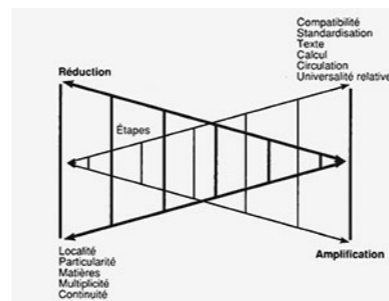 Compatibilité
Standardisation
Texte
Calcul
Circulation
Universalité relative
Réduction
Étapes
Localité
Particularité
Matières
Multiplicité
Continuité
Amplification